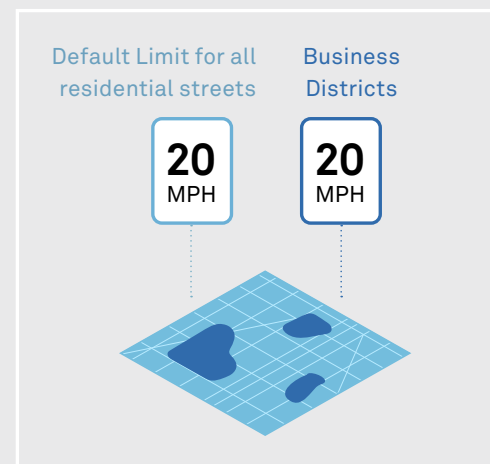 Default Limit for all
residential streets
Business
Districts
20
MPH
20
MPH